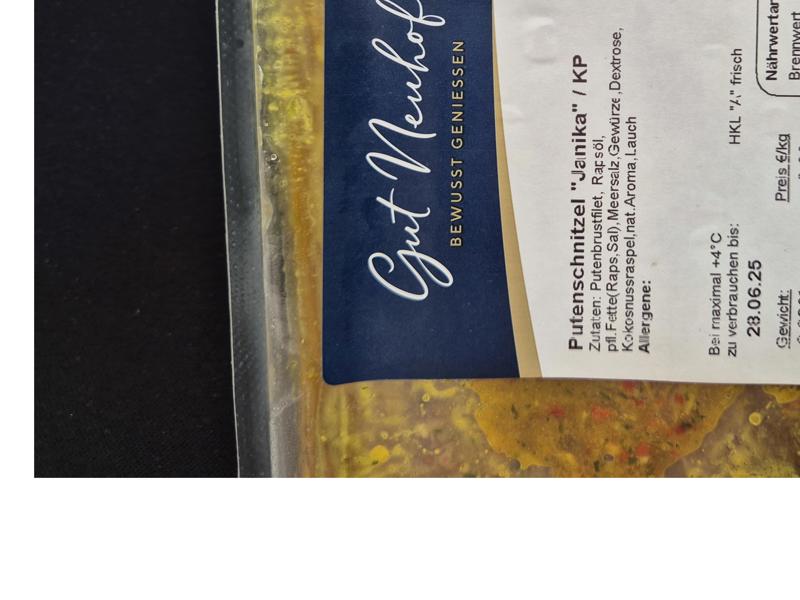 Gut Neuhof
BEWUSST GENIESSEN
Putenschnitzel "Janika" / KP
Zutaten: Putenbrustfilet, Rapsöl,
pfl.Fette(Raps,Sal),Meersalz,Gewürze,Dextrose,
Kokosnussraspel,nat.Aroma,Lauch
Allergene:
HKL "A" frisch
Bei maximal +4°C
zu verbrauchen bis:
28.06.25
Nährwertan
Brennwert
Preis €/kg
Gewicht: